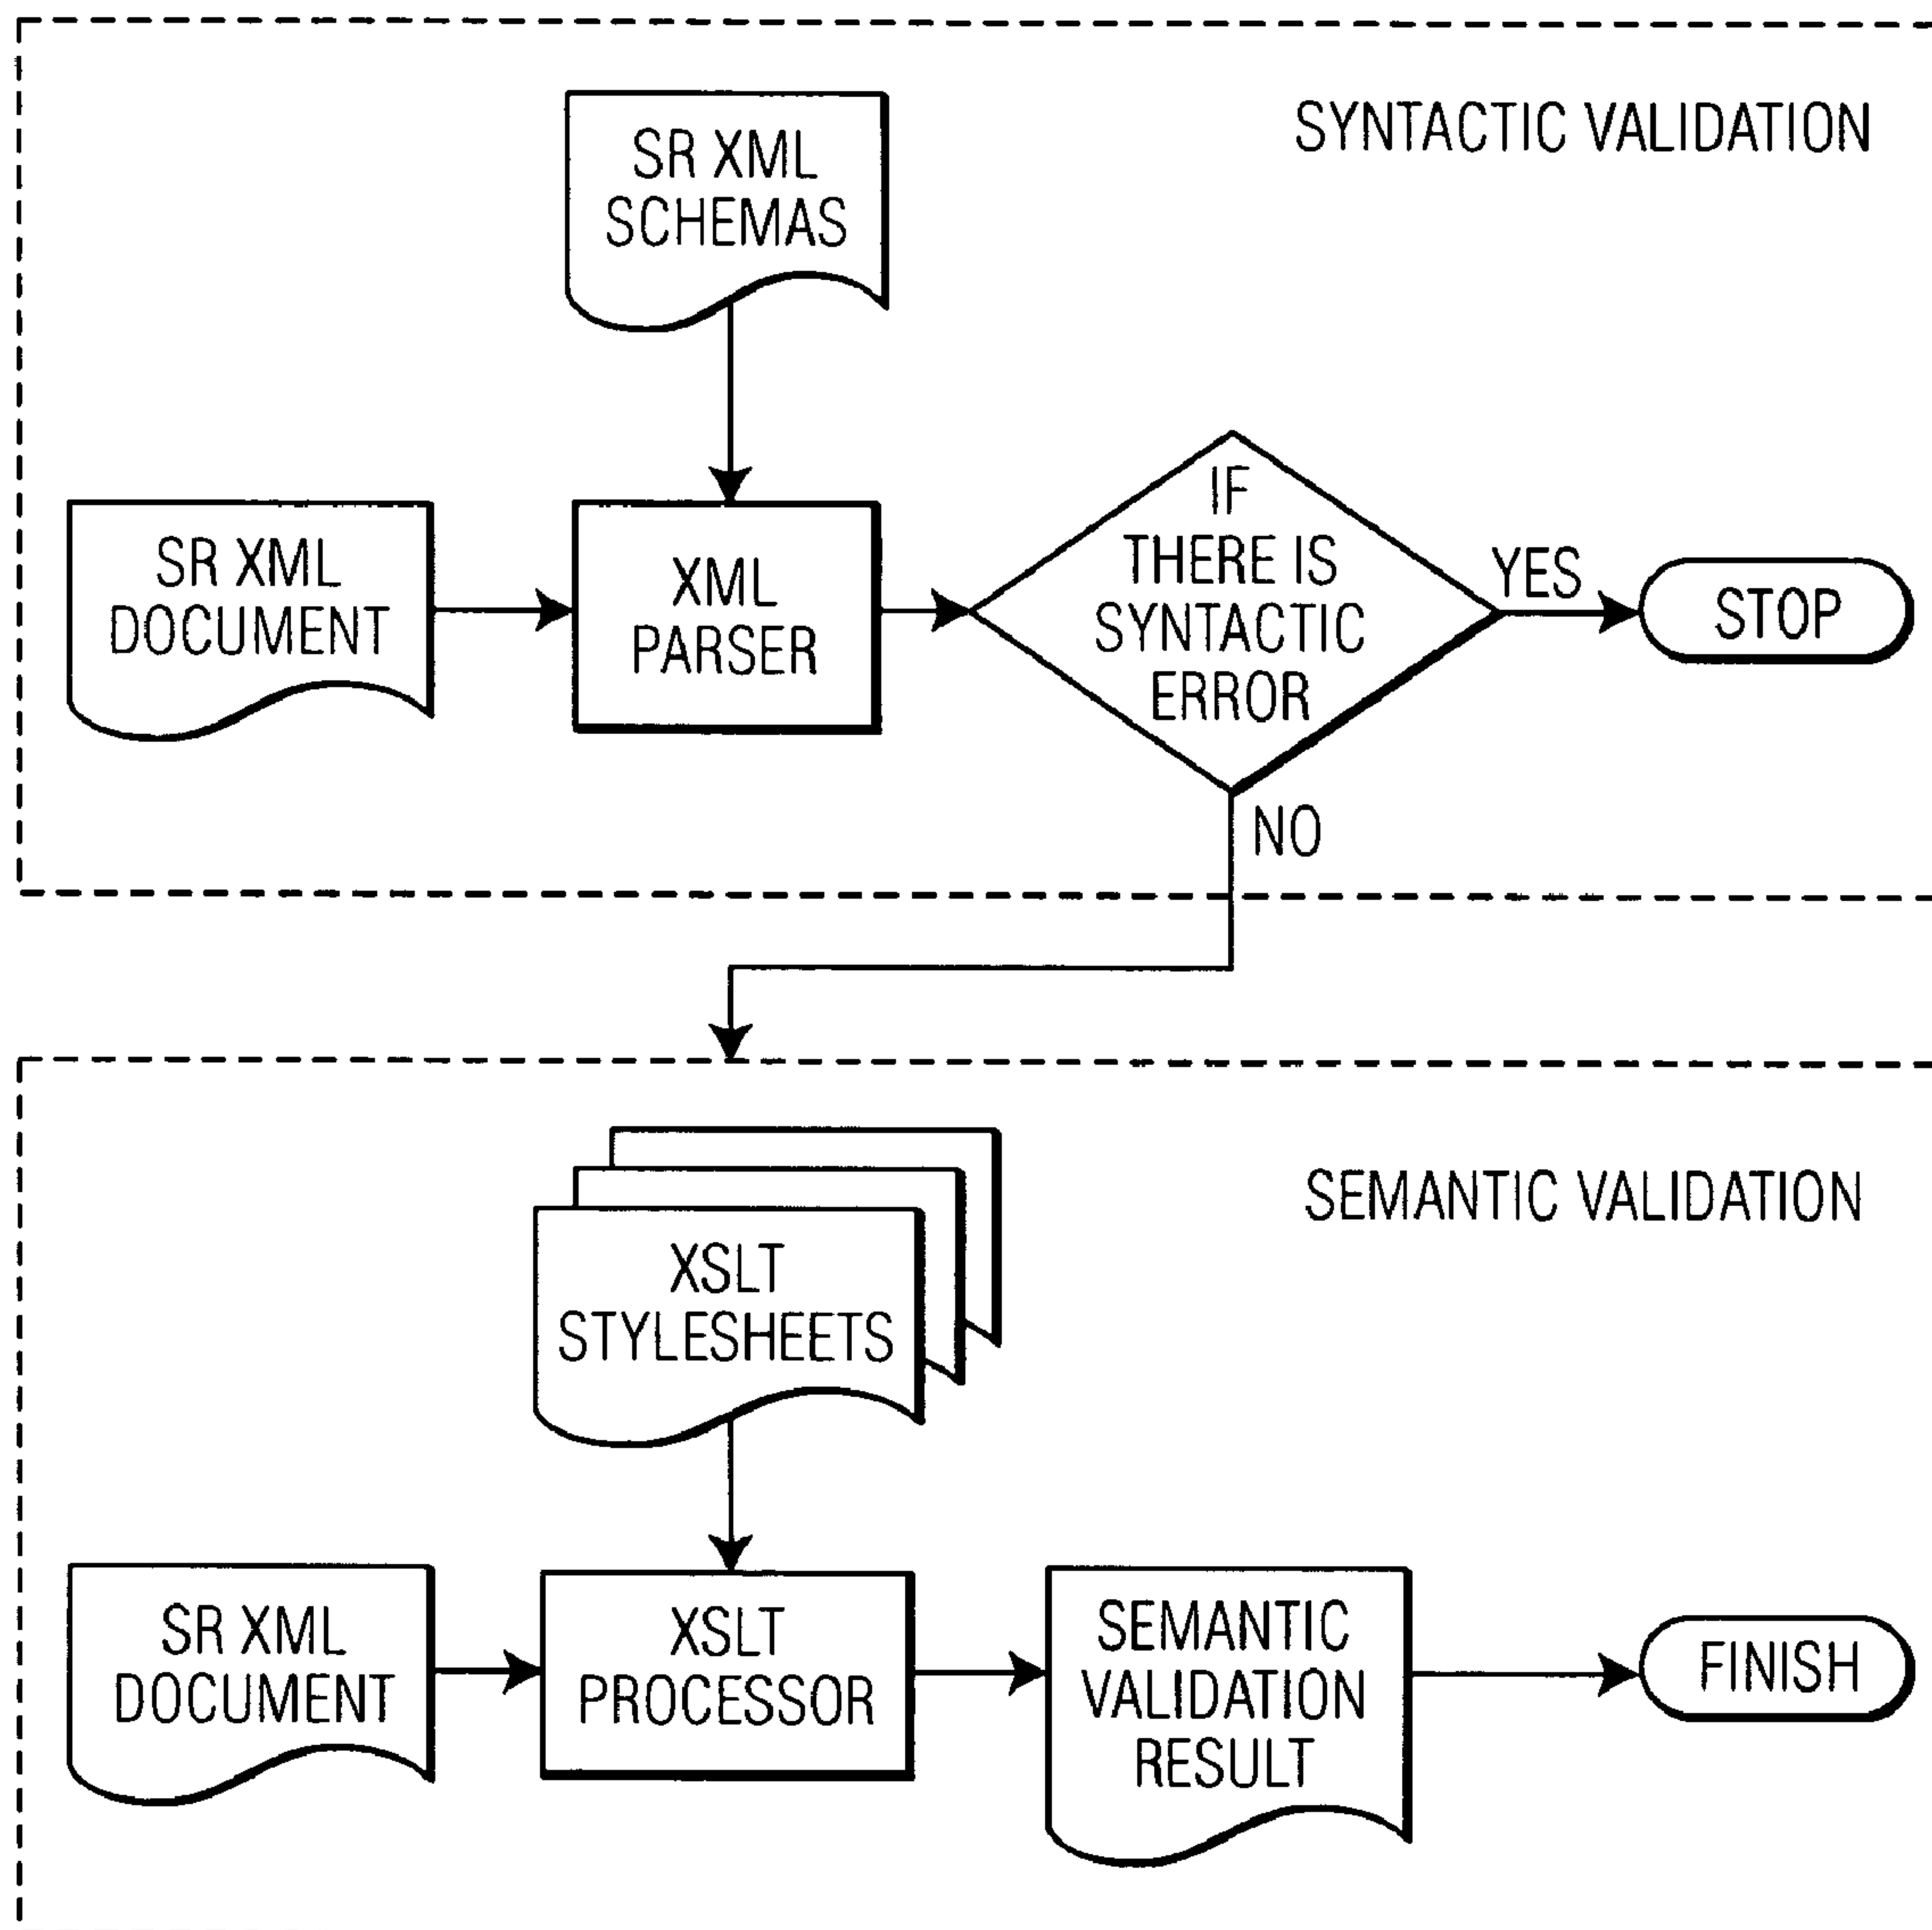 SYNTACTIC VALIDATION
SR XML
SCHEMAS
SR XML
DOCUMENT
XML
PARSER
IF
THERE IS
SYNTACTIC
ERROR
YES
STOP
NO
SEMANTIC VALIDATION
XSLT
STYLESHEETS
SR XML
DOCUMENT
XSLT
PROCESSOR
SEMANTIC
VALIDATION
RESULT
FINISH